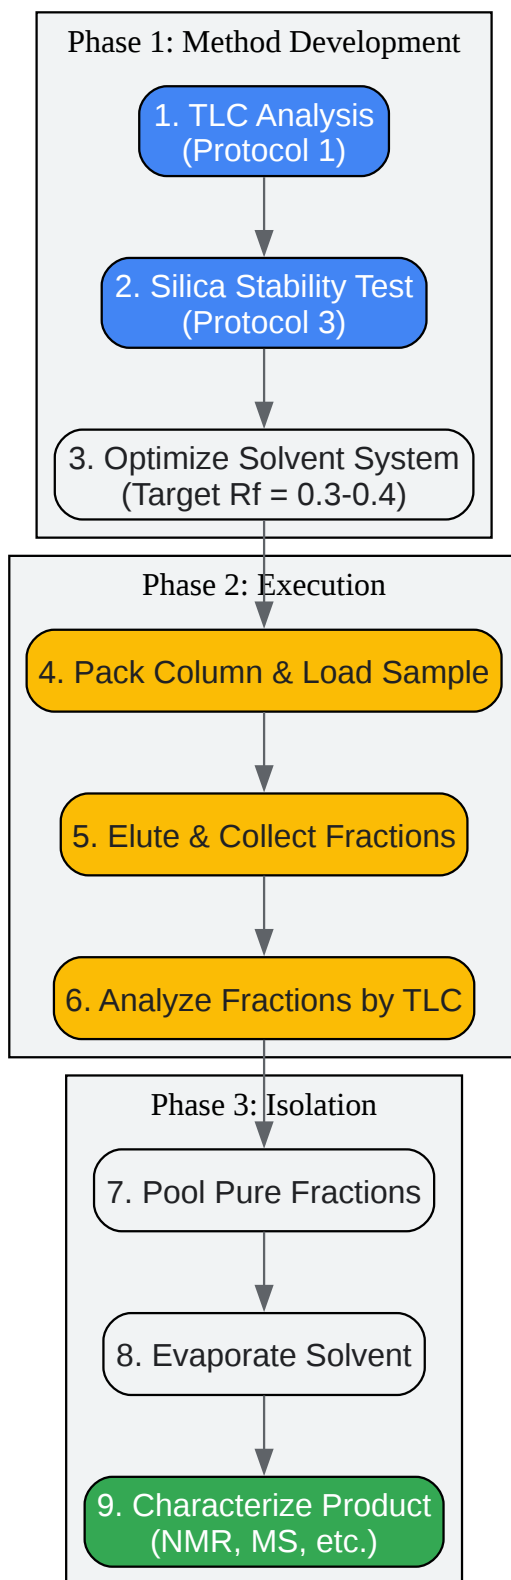 Phase 1: Method Development
1. TLC Analysis
(Protocol 1)
2. Silica Stability Test
(Protocol 3)
3. Optimize Solvent System
(Target Rf = 0.3-0.4)
Phase 2: Execution
4. Pack Column & Load Sample
5. Elute & Collect Fractions
6. Analyze Fractions by TLC
Phase 3: Isolation
7. Pool Pure Fractions
8. Evaporate Solvent
9. Characterize Product
(NMR, MS, etc.)